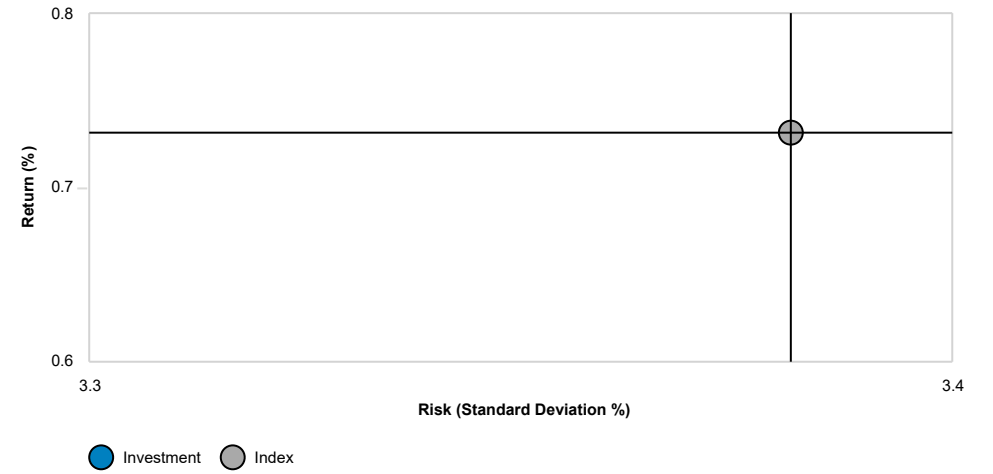 0.8
Return (%)
0.7
0.6
3.3
3.4
Risk (Standard Deviation %)
Investment
Index